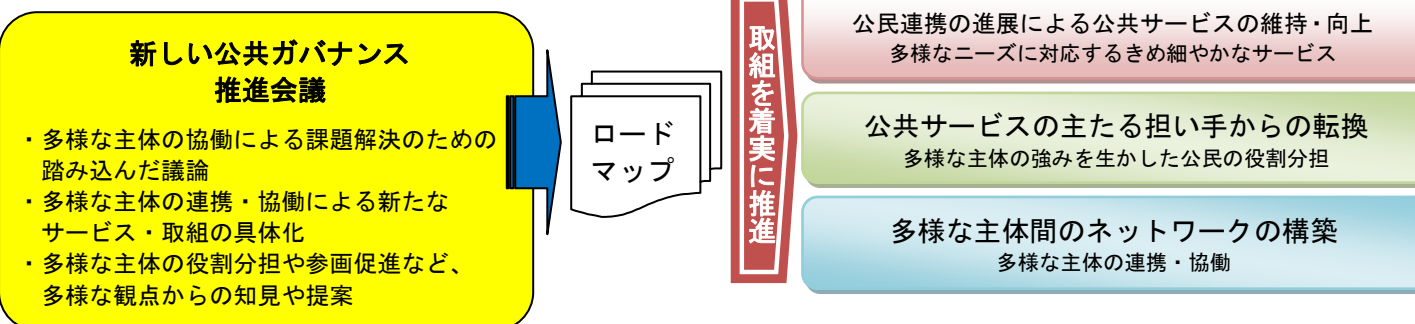 新しい公共ガバナンス
推進会議
・多様な主体の協働による課題解決のための
踏み込んだ議論
・多様な主体の連携・協働による新たな
サービス・取組の具体化
・多様な主体の役割分担や参画促進など、
多様な観点からの知見や提案
ロード
マップ
取組を着実に推進
公民連携の進展による公共サービスの維持・向上
多様なニーズに対応するきめ細やかなサービス
公共サービスの主たる担い手からの転換
多様な主体の強みを生かした公民の役割分担
多様な主体間のネットワークの構築
多様な主体の連携・協働